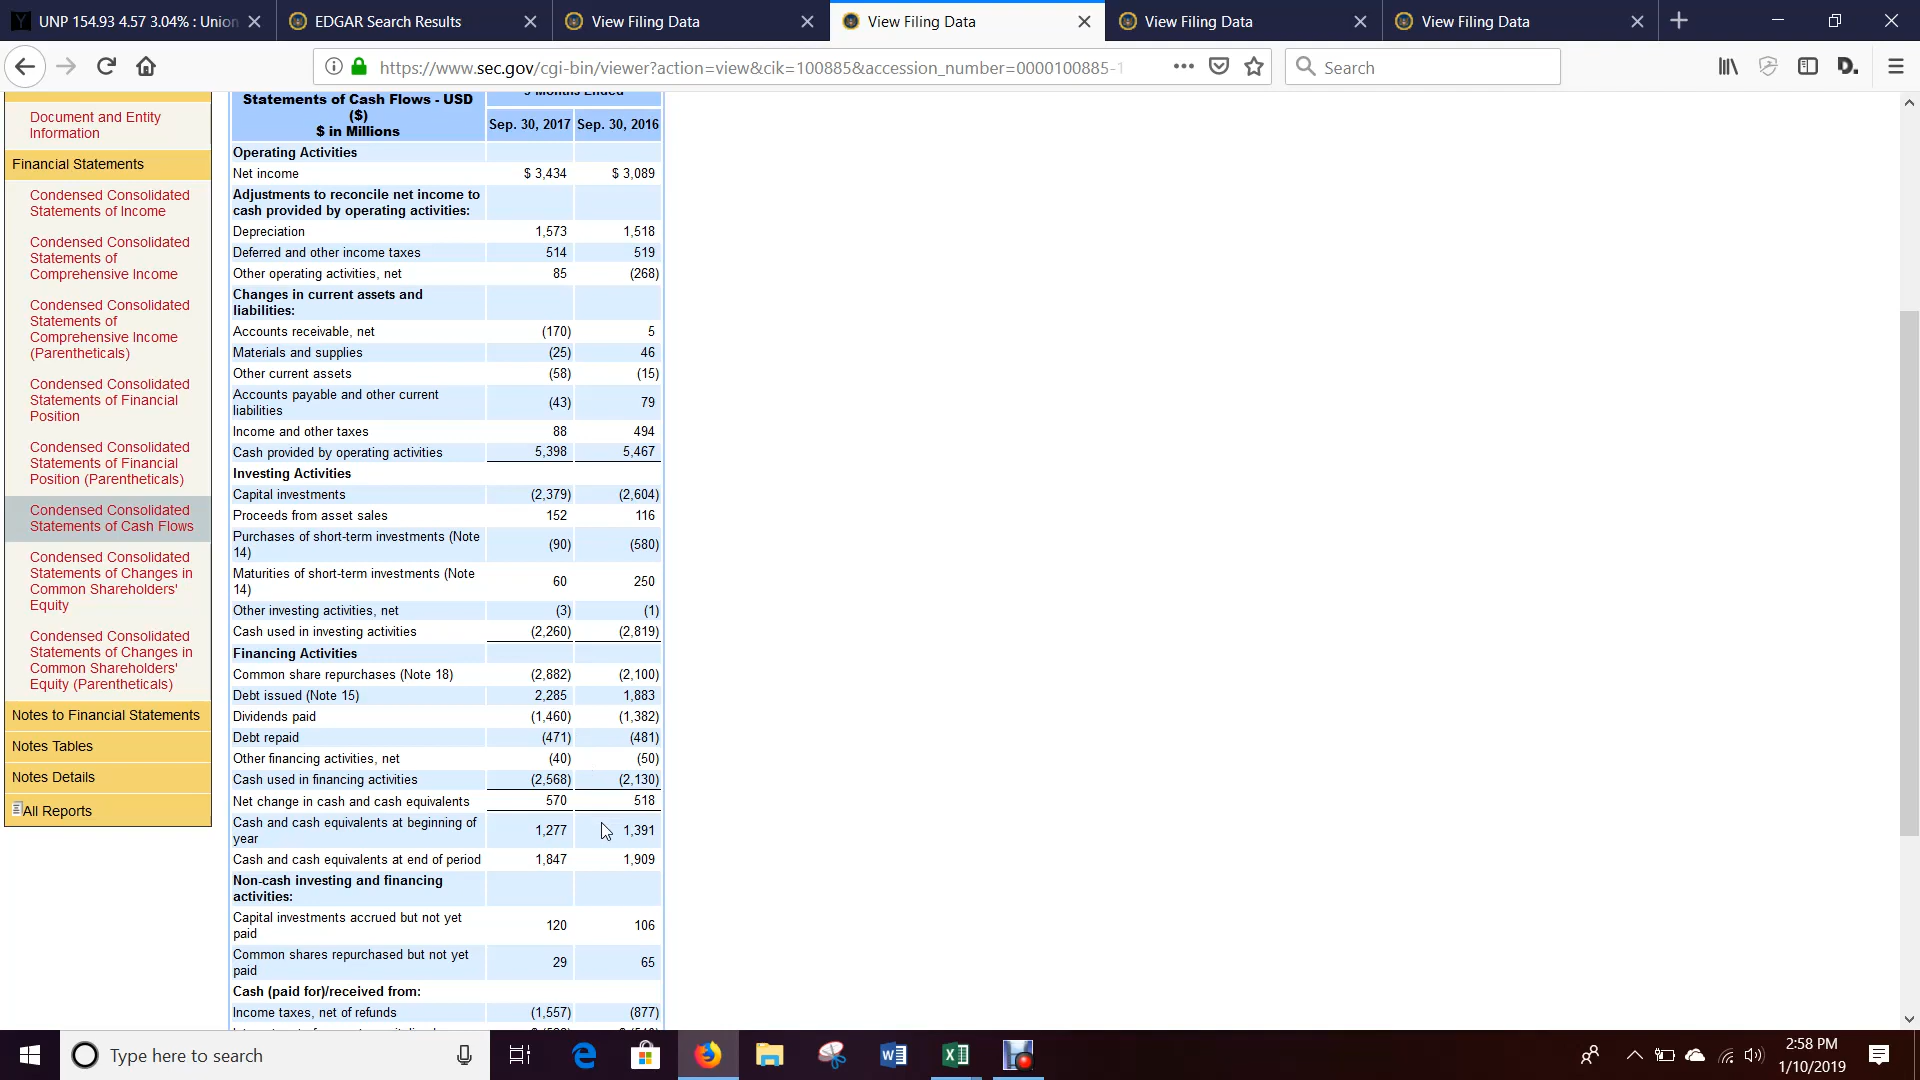 UNP 154.93 4.57 3.04% : Union
EDGAR Search Results
View Filing Data
View Filing Data
View Filing Data
View Filing Data
https://www.sec.gov/cgi-bin/viewer?action=view&cik=100885&accession_number=0000100885-1
Search
Document and Entity
Information
Financial Statements
Condensed Consolidated
Statements of Income
Condensed Consolidated
Statements of
Comprehensive Income
Condensed Consolidated
Statements of
Comprehensive Income
(Parentheticals)
Condensed Consolidated
Statements of Financial
Position
Condensed Consolidated
Statements of Financial
Position (Parentheticals)
Condensed Consolidated
Statements of Cash Flows
Condensed Consolidated
Statements of Changes in
Common Shareholders'
Equity
Condensed Consolidated
Statements of Changes in
Common Shareholders'
Equity (Parentheticals)
Notes to Financial Statements
Notes Tables
Notes Details
All Reports
Statements of Cash Flows - USD
($)
$ in Millions
Months Ended
Sep. 30, 2017 Sep. 30, 2016
Operating Activities
Net income $ 3,434 $ 3,089
Adjustments to reconcile net income to
cash provided by operating activities:
Depreciation 1,573 1,518
Deferred and other income taxes 514 519
Other operating activities, net 85 (268)
Changes in current assets and
liabilities:
Accounts receivable, net (170) 5
Materials and supplies (25) 46
Other current assets (58) (15)
Accounts payable and other current
liabilities (43) 79
Income and other taxes 88 494
Cash provided by operating activities 5,398 5,467
Investing Activities
Capital investments (2,379) (2,604)
Proceeds from asset sales 152 116
Purchases of short-term investments (Note
14) (90) (580)
Maturities of short-term investments (Note
14) 60 250
Other investing activities, net (3) (1)
Cash used in investing activities (2,260) (2,819)
Financing Activities
Common share repurchases (Note 18) (2,882) (2,100)
Debt issued (Note 15) 2,285 1,883
Dividends paid (1,460) (1,382)
Debt repaid (471) (481)
Other financing activities, net (40) (50)
Cash used in financing activities (2,568) (2,130)
Net change in cash and cash equivalents 570 518
Cash and cash equivalents at beginning of
year 1,277 1,391
Cash and cash equivalents at end of period 1,847 1,909
Non-cash investing and financing
activities:
Capital investments accrued but not yet
paid 120 106
Common shares repurchased but not yet
paid 29 65
Cash (paid for)/received from:
Income taxes, net of refunds (1,557) (877)
Type here to search
2:58 PM
1/10/2019